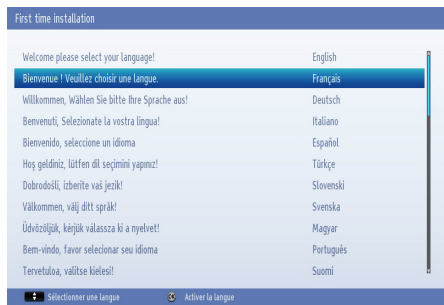 First time installation
Welcome please select your language! English
Bienvenue ! Veuillez choisir une langue. Français
Willkommen, Wählen Sie bitte Ihre Sprache aus! Deutsch
Benvenuti, Selezionate la vostra lingua! Italiano
Bienvenido, seleccione un idioma Español
Hoş geldiniz, lütfen dil seçimini yapınız! Türkçe
Dobrodošli, izberite vaš jezik! Slovenski
Välkommen, välj ditt språk! Svenska
Üdvözöljük, kérjük válassza ki a nyelvet! Magyar
Bem-vindo, favor selecionar seu idioma Português
Tervetuloa, valitse kielesi! Suomi
Sélectionner une langue OK Activer la langue